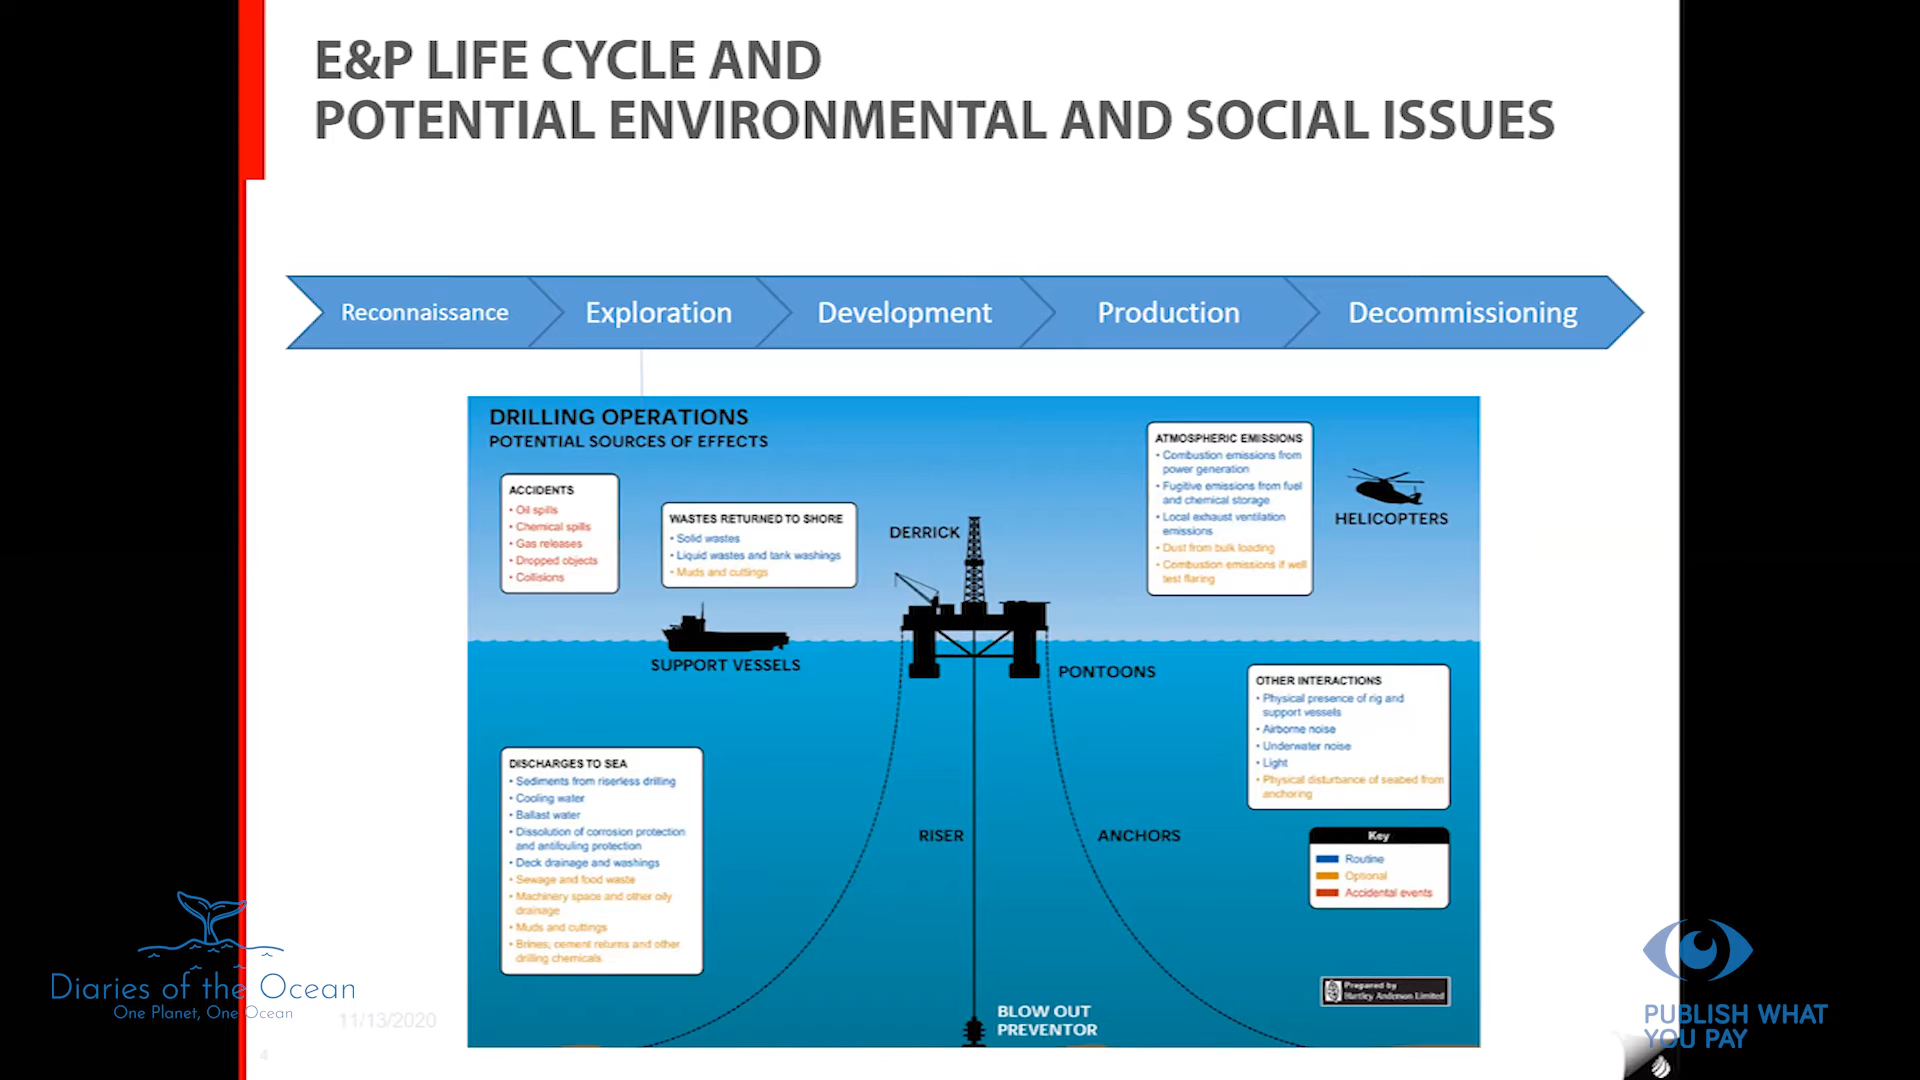 E&P LIFE CYCLE AND
POTENTIAL ENVIRONMENTAL AND SOCIAL ISSUES
Reconnaissance
Exploration
Development
Production
Decommissioning
DRILLING OPERATIONS
POTENTIAL SOURCES OF EFFECTS
ACCIDENTS
• Oil spills
• Chemical spills
• Gas releases
• Dropped objects
• Collisions
WASTES RETURNED TO SHORE
• Solid wastes
• Liquid wastes and tank washings
• Muds and cuttings
DERRICK
ATMOSPHERIC EMISSIONS
• Combustion emissions from
power generation
• Fugitive emissions from fuel
and chemical storage
• Local exhaust ventilation
emissions
• Dust from bulk loading
• Combustion emissions if well
test flaring
HELICOPTERS
SUPPORT VESSELS
PONTOONS
OTHER INTERACTIONS
• Physical presence of rig and
support vessels
• Airborne noise
• Underwater noise
• Light
• Physical disturbance of seabed from
anchoring
DISCHARGES TO SEA
• Sediments from riserless drilling
• Cooling water
• Ballast water
• Dissolution of corrosion protection
and antifouling protection
• Deck drainage and washings
• Sewage and food waste
• Machinery space and other oily
drainage
• Muds and cuttings
• Brines, cement returns and other
drilling chemicals
RISER
ANCHORS
Key
Routine
Optional
Accidental events
Prepared by
Hartley Anderson Limited
BLOW OUT
PREVENTOR
Diaries of the Ocean
One Planet, One Ocean
11/13/2020
4
PUBLISH WHAT
YOU PAY